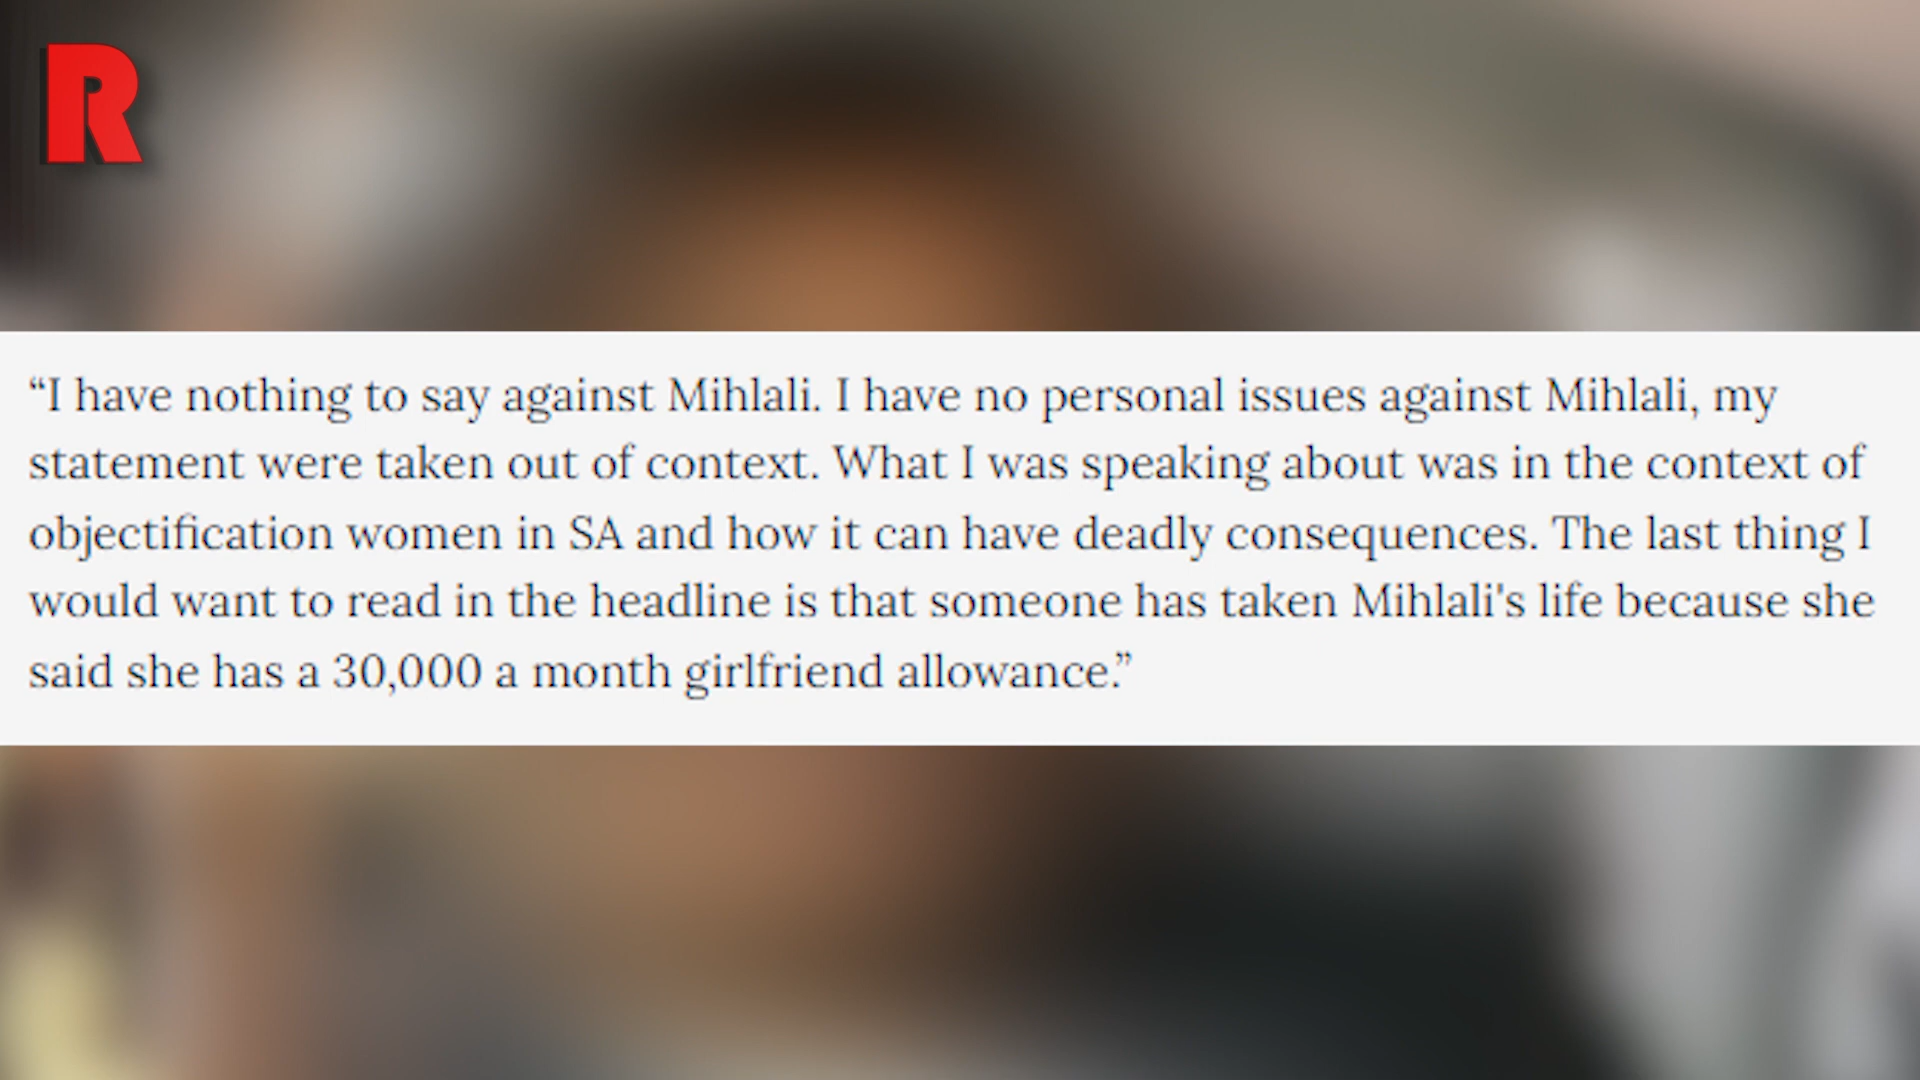 R
“I have nothing to say against Mihlali. I have no personal issues against Mihlali, my
statement were taken out of context. What I was speaking about was in the context of
objectification women in SA and how it can have deadly consequences. The last thing I
would want to read in the headline is that someone has taken Mihlali's life because she
said she has a 30,000 a month girlfriend allowance.”